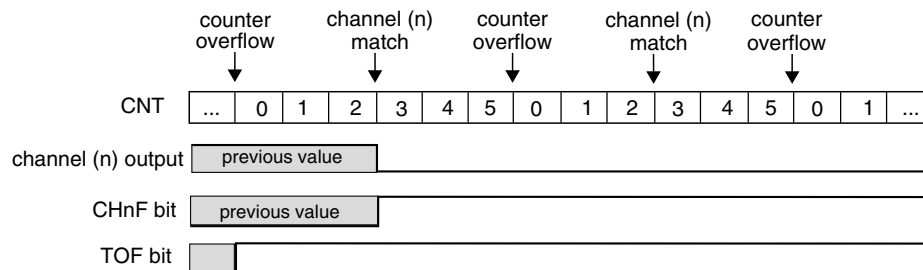 counter overflow
channel (n) match
counter overflow
channel (n) match
counter overflow
CNT ... 0 1 2 3 4 5 0 1 2 3 4 5 0 1 ...
channel (n) output previous value
CHnF bit previous value
TOF bit